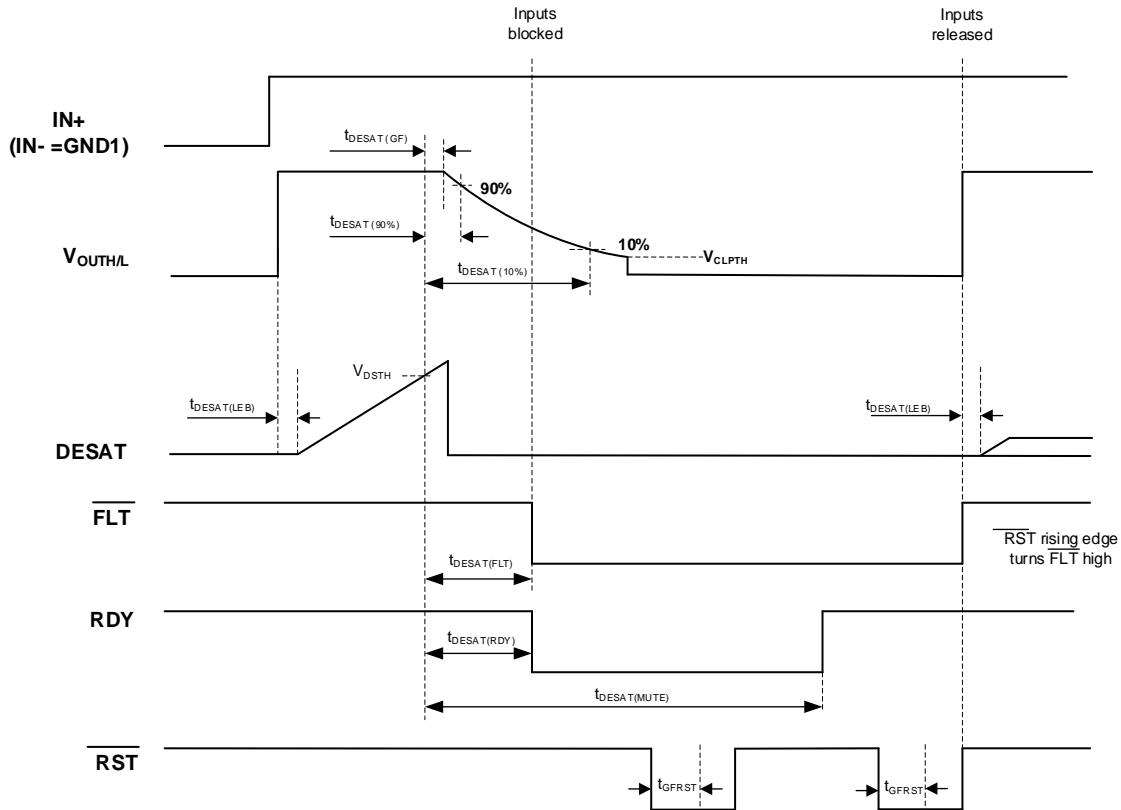 Inputs
blocked
Inputs
released
IN+
(IN- =GND1)
tDESAT(GF)
90%
tDESAT(90%)
VOUTH/L
10%
VCLPTH
tDESAT(10%)
VDSTH
tDESAT(LEB)
tDESAT(LEB)
DESAT
FLT
RST rising edge
turns FLT high
tDESAT(FLT)
RDY
tDESAT(RDY)
tDESAT(MUTE)
RST
tGFRST
tGFRST